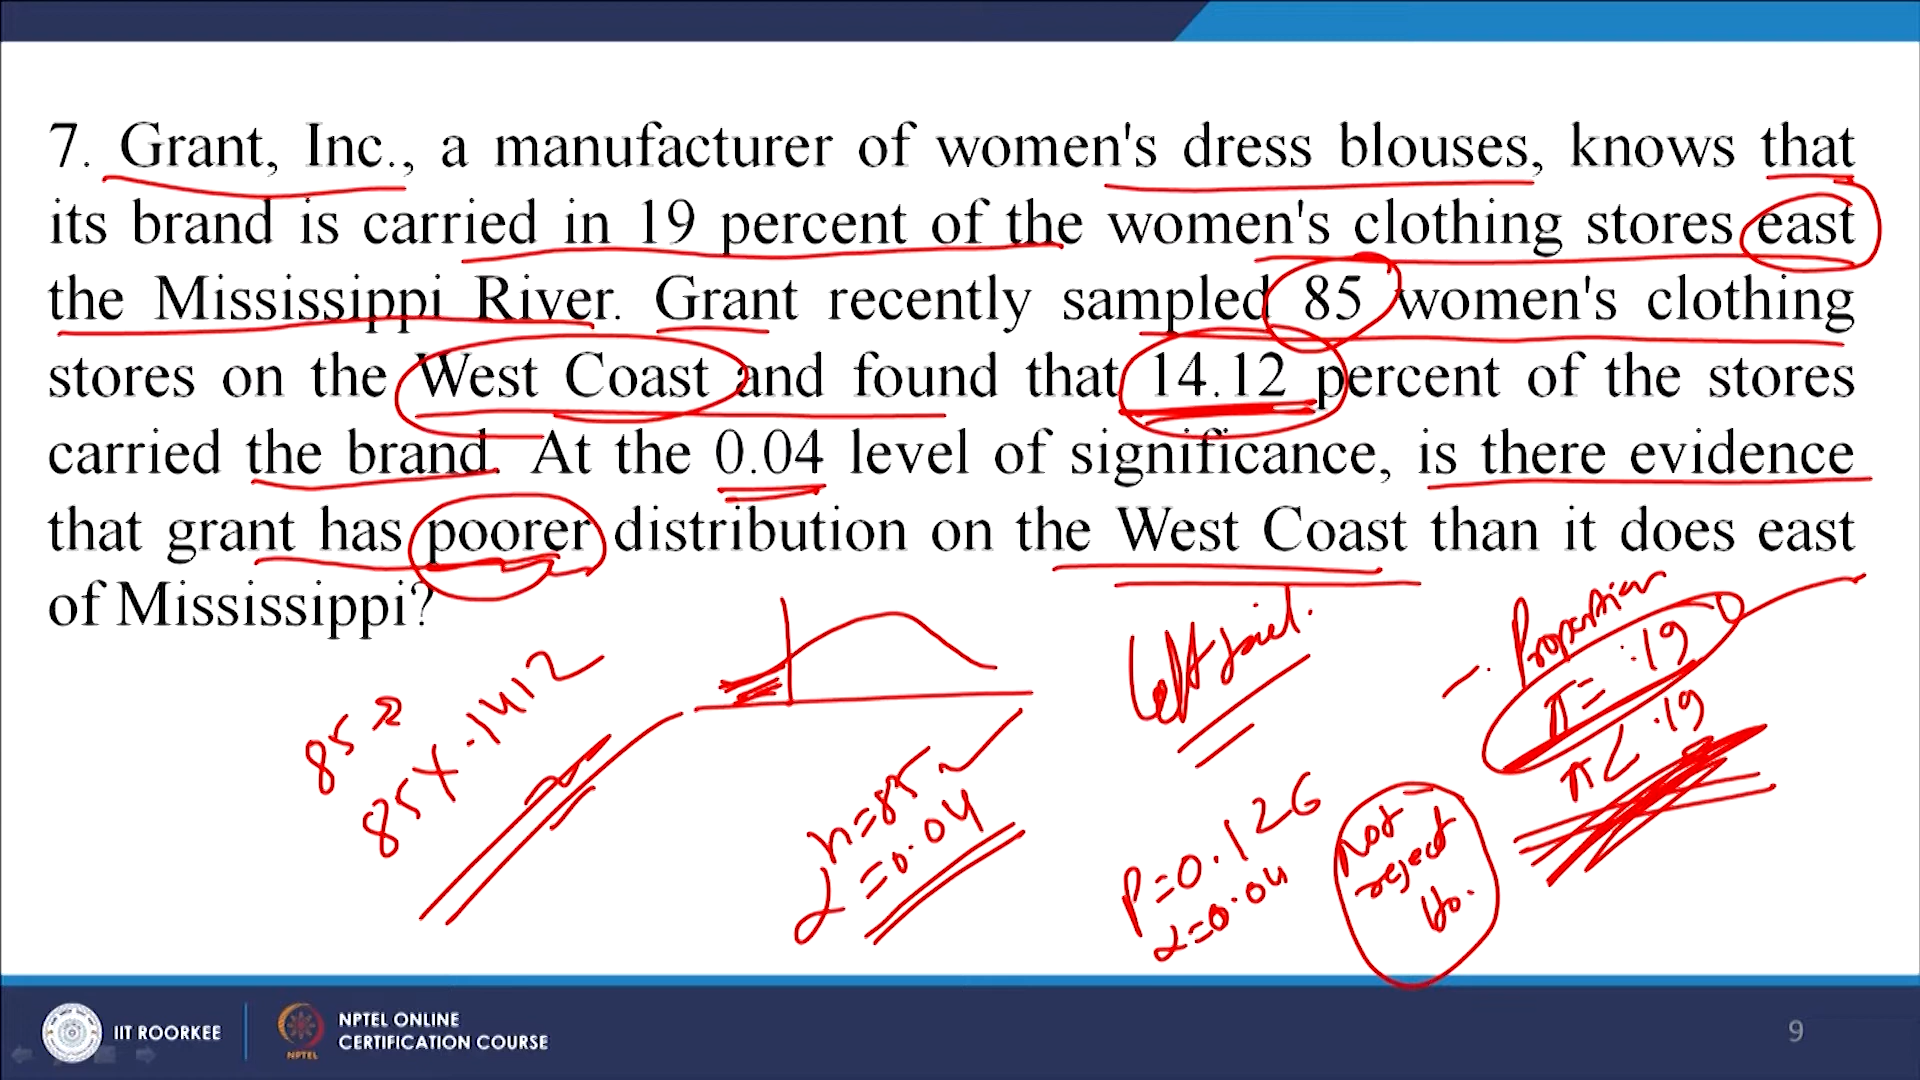 7. Grant, Inc., a manufacturer of women's dress blouses, knows that
its brand is carried in 19 percent of the women's clothing stores east
the Mississippi River. Grant recently sampled 85 women's clothing
stores on the West Coast and found that 14.12 percent of the stores
carried the brand. At the 0.04 level of significance, is there evidence
that grant has poorer distribution on the West Coast than it does east
of Mississippi?
85
85 x .1412
n=85
α=0.04
Left tail.
P=0.126
α=0.04
Not
reject
Ho.
Proportion
π= .19
π< .19
IIT ROORKEE
NPTEL
NPTEL ONLINE
CERTIFICATION COURSE
9